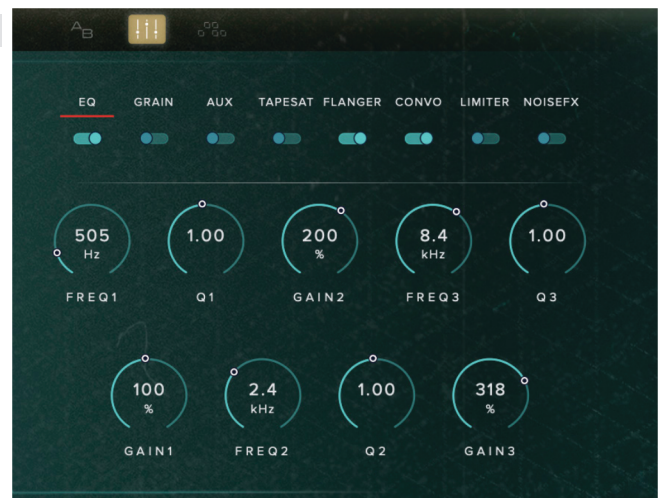 AB
EQ GRAIN AUX TAPESAT FLANGER CONVO LIMITER NOISEFX
505 1.00 200 8.4 1.00
Hz % kHz
FREQ1 Q1 GAIN2 FREQ3 Q3
100 2.4 1.00 318
% kHz %
GAIN1 FREQ2 Q2 GAIN3